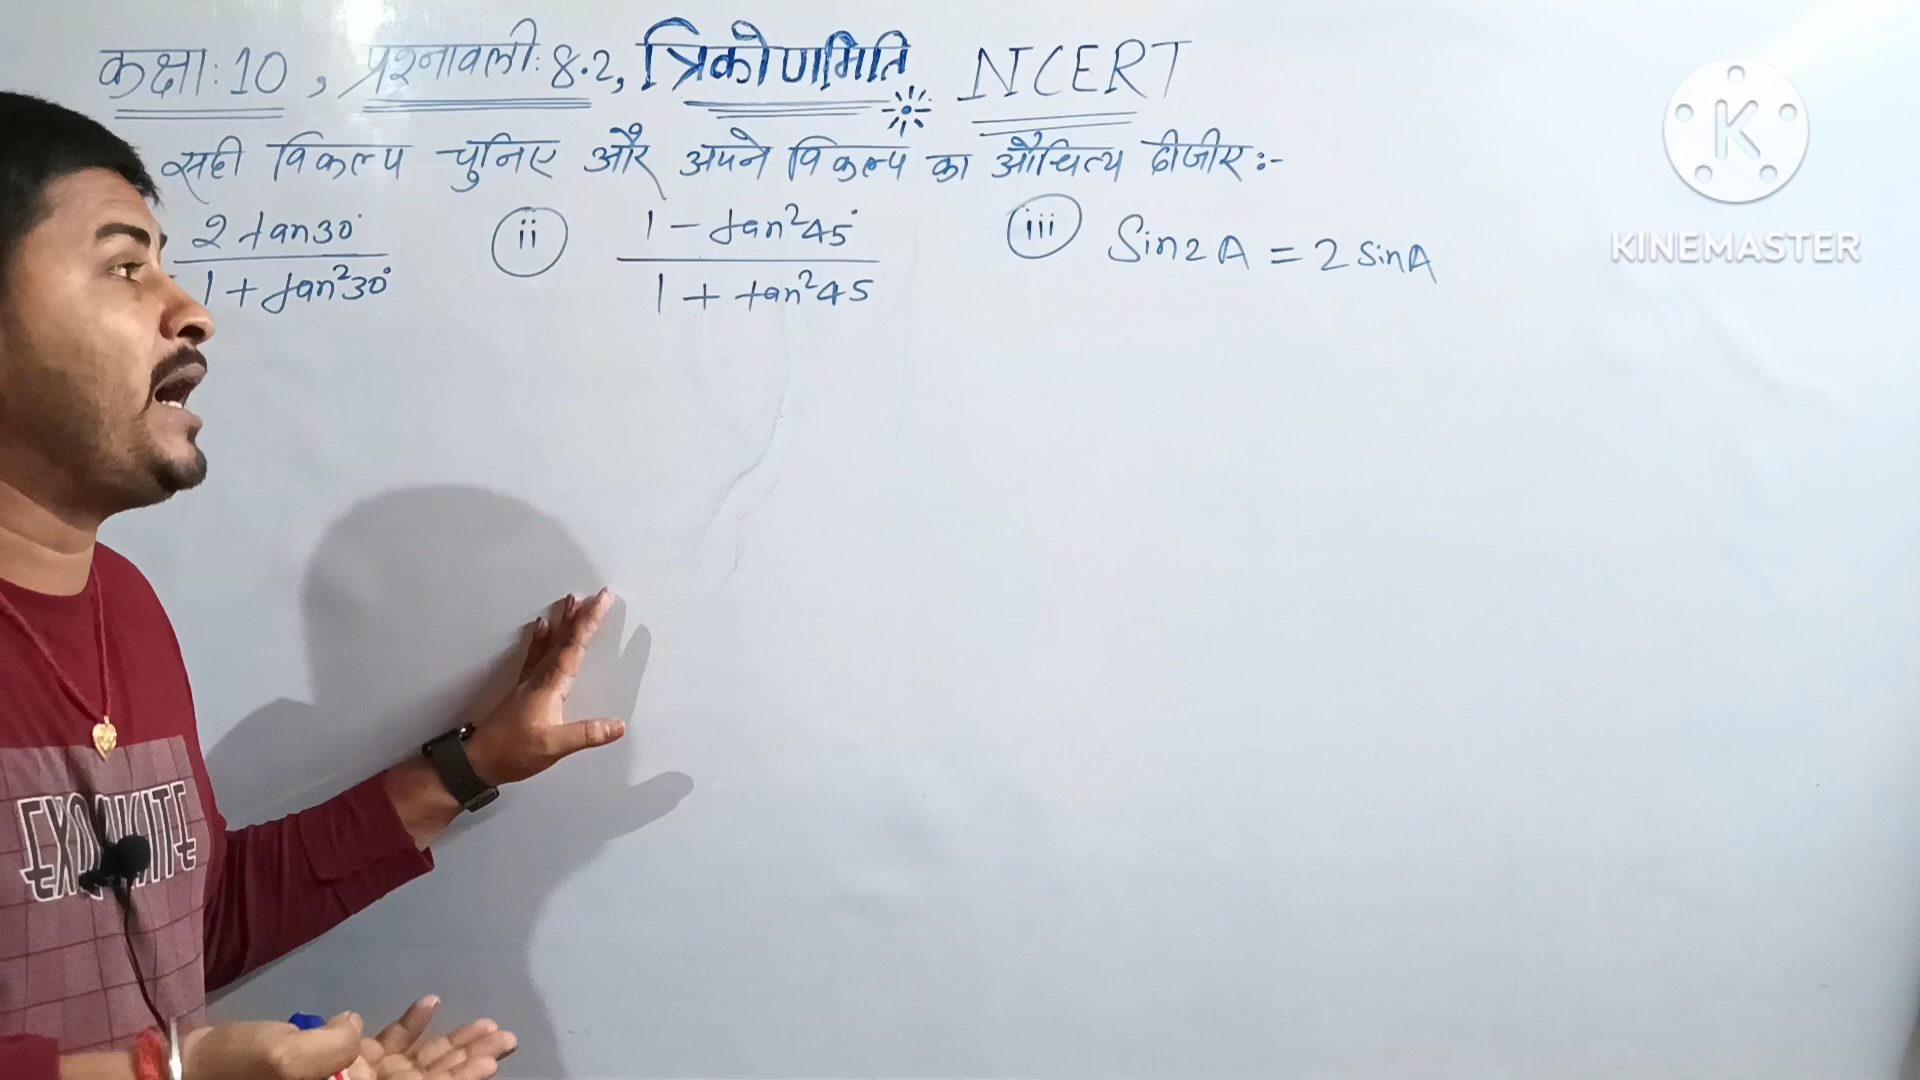 कक्षा: 10, प्रश्नावली: 8.2, त्रिकोणमिति NCERT
सही विकल्प चुनिए और अपने विकल्प का औचित्य दीजीए:-
2 tan30° / 1 + tan²30° (ii) 1 - tan²45° / 1 + tan²45 (iii) Sin2A = 2 sinA
K
KINEMASTER